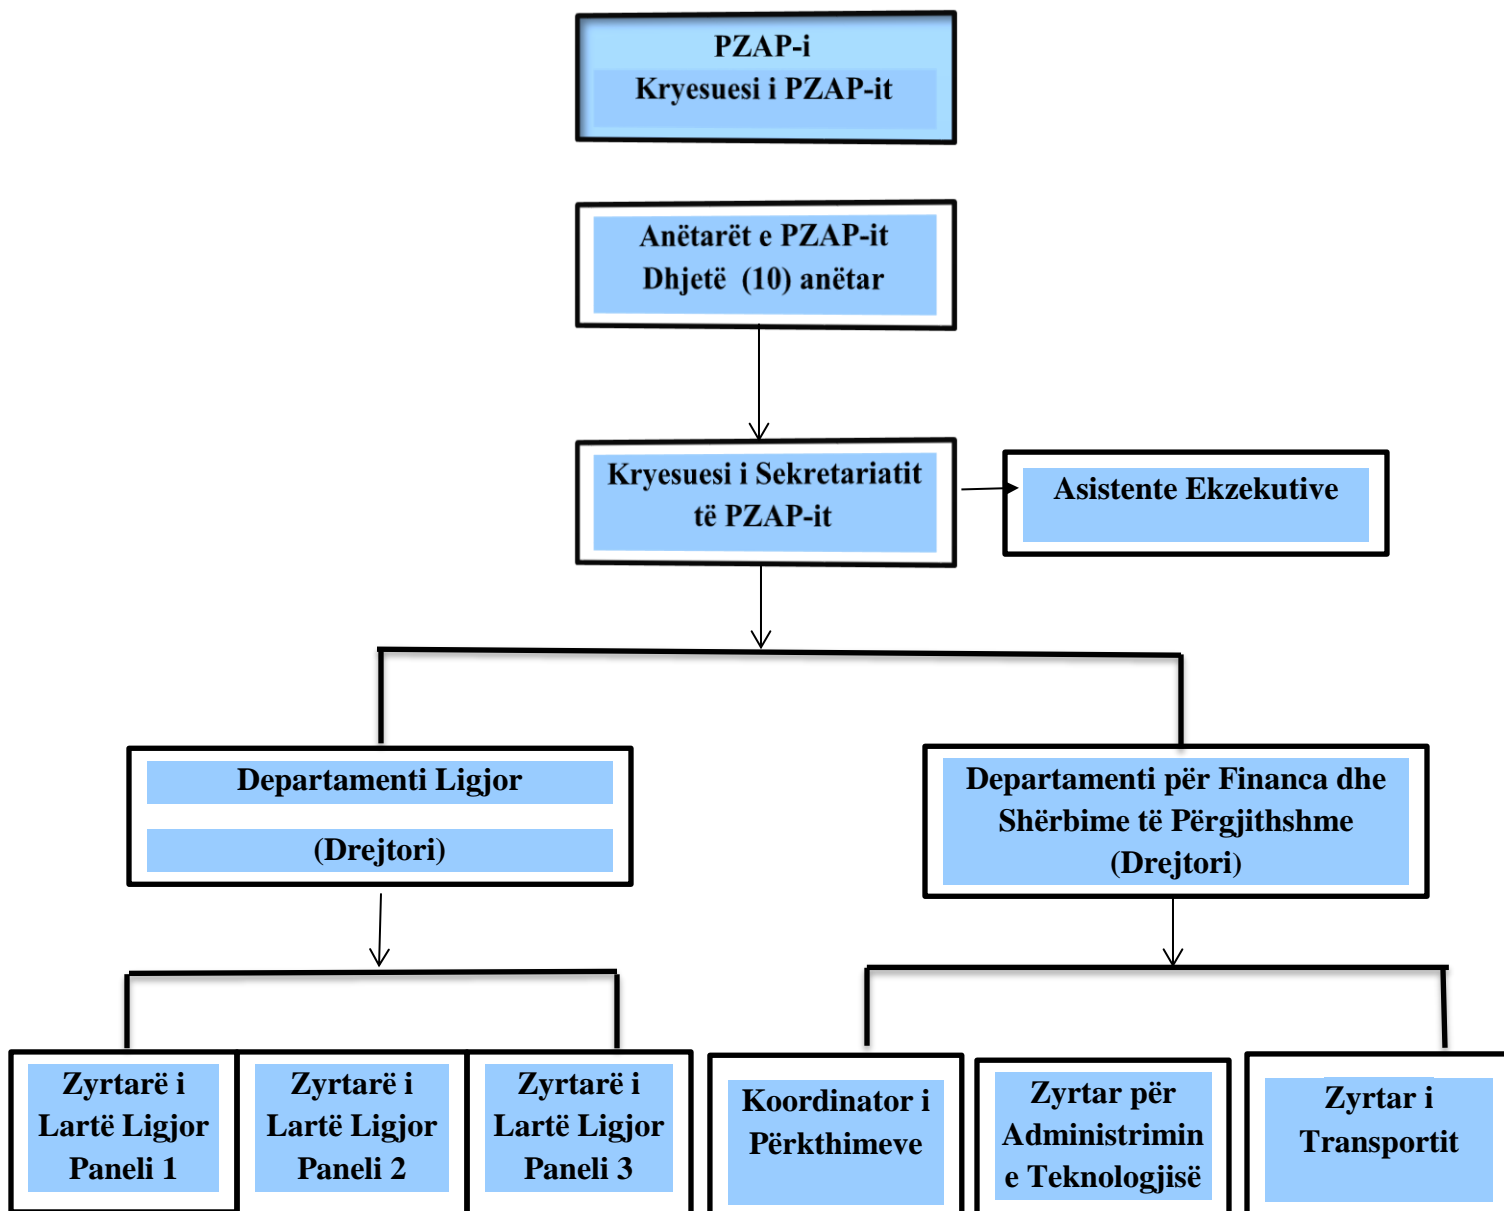 PZAP-i
Kryesuesi i PZAP-it
Anëtarët e PZAP-it
Dhjetë (10) anëtar
Kryesuesi i Sekretariatit
të PZAP-it
Asistente Ekzekutive
Departamenti Ligjor
(Drejtori)
Departamenti për Financa dhe
Shërbime të Përgjithshme
(Drejtori)
Zyrtarë i
Lartë Ligjor
Paneli 1
Zyrtarë i
Lartë Ligjor
Paneli 2
Zyrtarë i
Lartë Ligjor
Paneli 3
Koordinator i
Përkthimeve
Zyrtar për
Administrimin
e Teknologjisë
Zyrtar i
Transportit